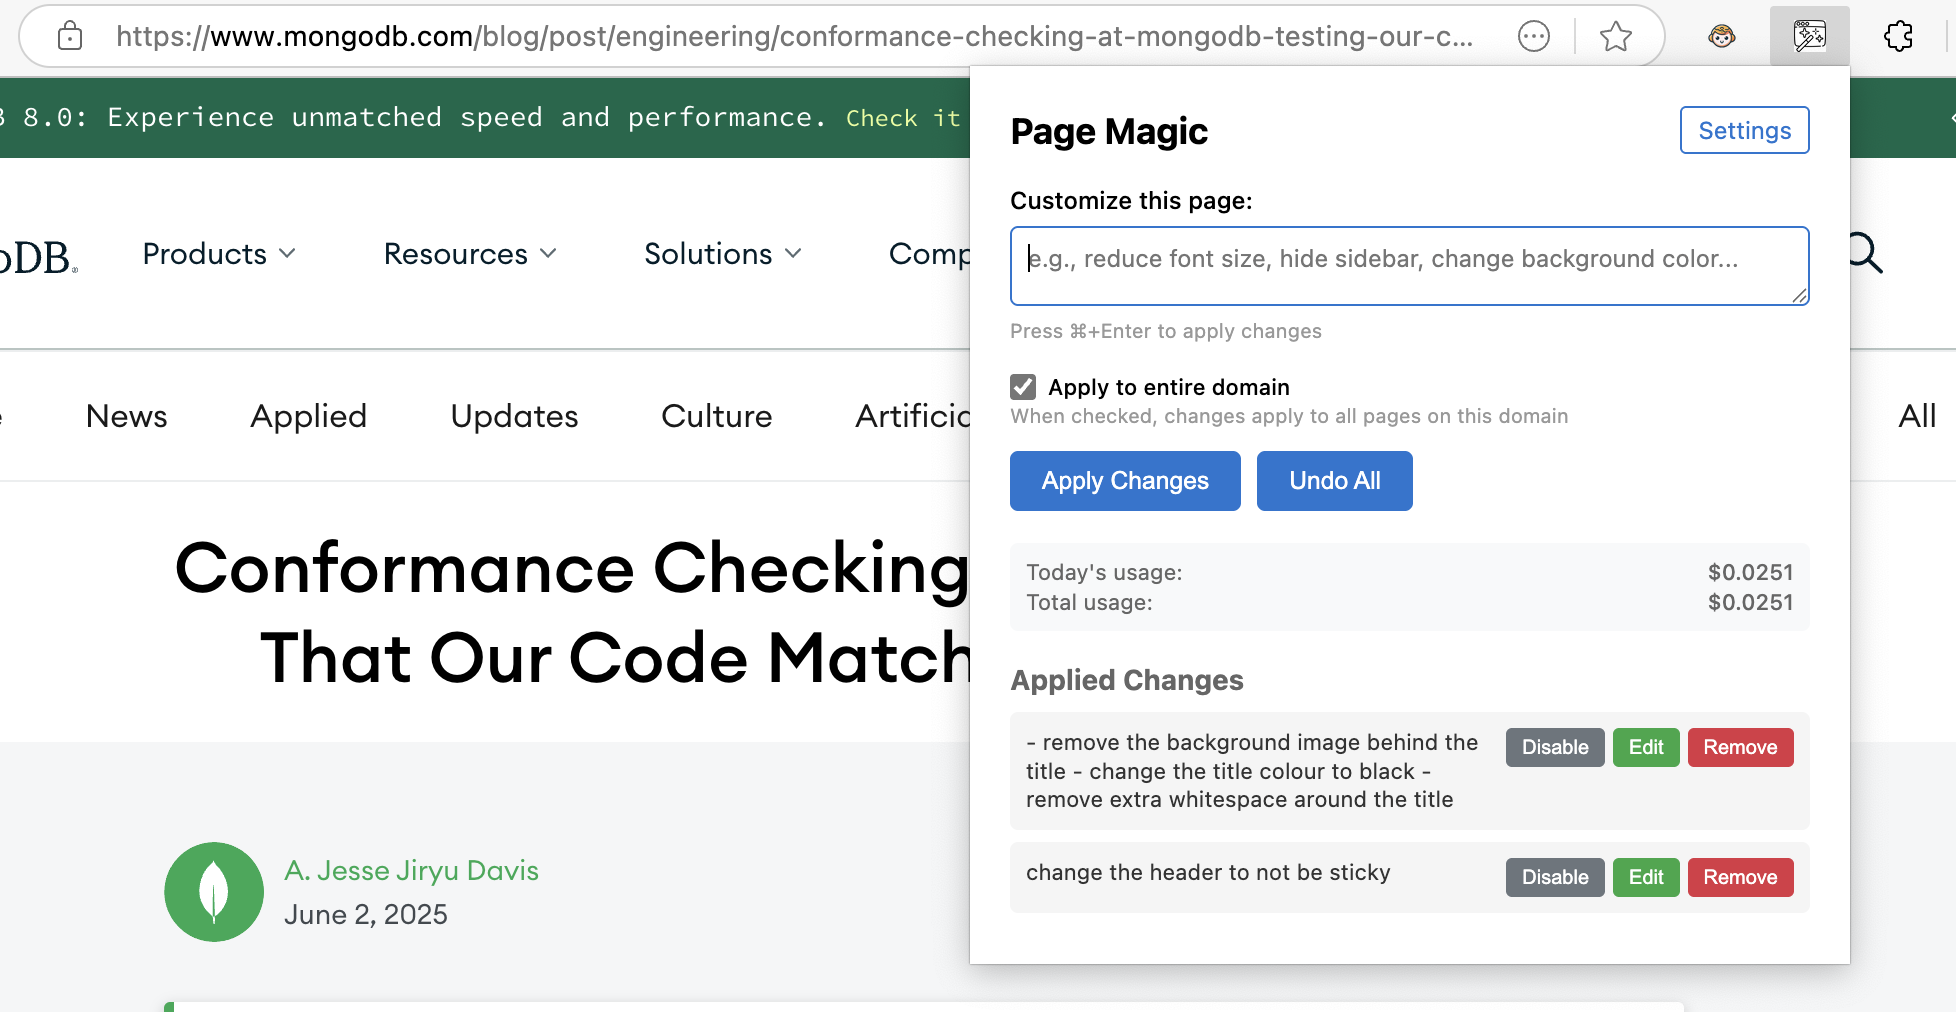 https://www.mongodb.com/blog/post/engineering/conformance-checking-at-mongodb-testing-our-c...
8.0: Experience unmatched speed and performance. Check it
Page Magic
Settings
Customize this page:
e.g., reduce font size, hide sidebar, change background color...
Press ⌘+Enter to apply changes
oDB®
Products
Resources
Solutions
Comp
Apply to entire domain
When checked, changes apply to all pages on this domain
News
Applied
Updates
Culture
Artificia
All
Apply Changes
Undo All
Conformance Checking
That Our Code Match
Today's usage: $0.0251
Total usage: $0.0251
Applied Changes
- remove the background image behind the
title - change the title colour to black -
remove extra whitespace around the title
Disable
Edit
Remove
change the header to not be sticky
Disable
Edit
Remove
A. Jesse Jiryu Davis
June 2, 2025